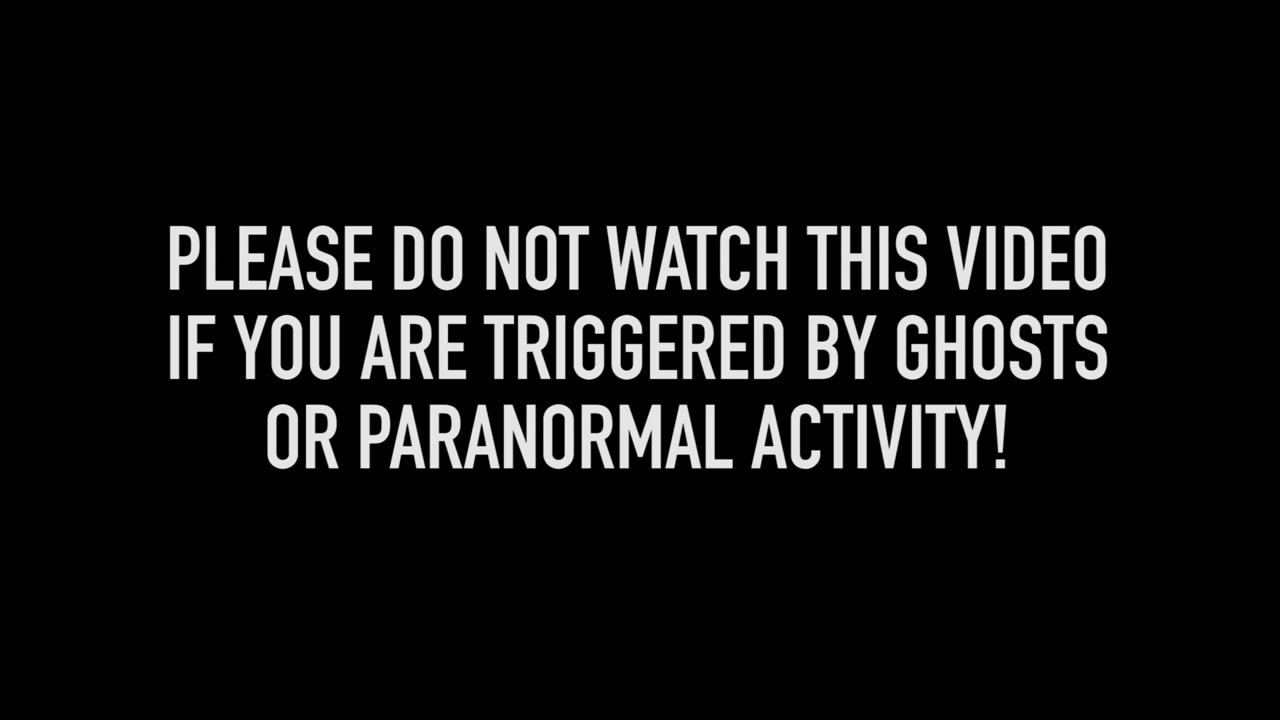 PLEASE DO NOT WATCH THIS VIDEO
IF YOU ARE TRIGGERED BY GHOSTS
OR PARANORMAL ACTIVITY!